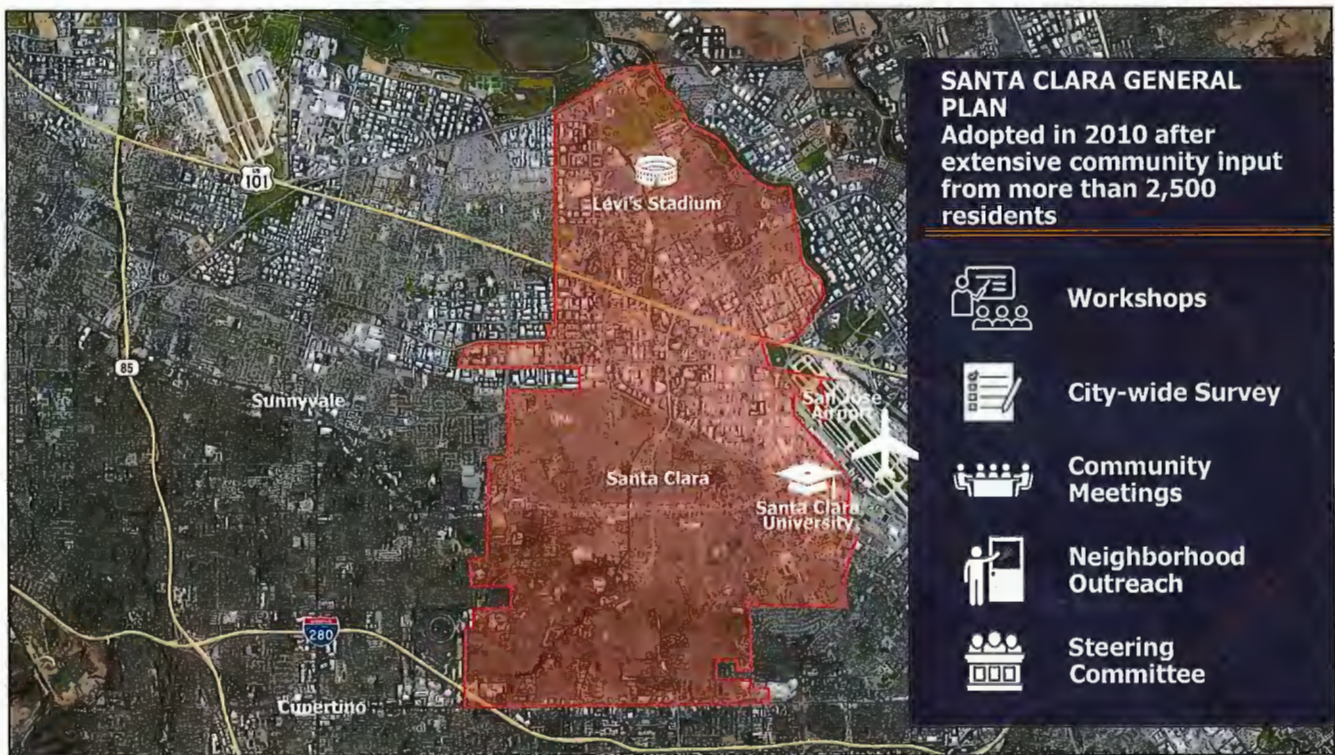 SANTA CLARA GENERAL
PLAN
Adopted in 2010 after
extensive community input
from more than 2,500
residents
Workshops
City-wide Survey
Community
Meetings
Neighborhood
Outreach
Steering
Committee
US
101
Levi's Stadium
85
Sunnyvale
San Jose
Airport
Santa Clara
Santa Clara
University
280
Cupertino